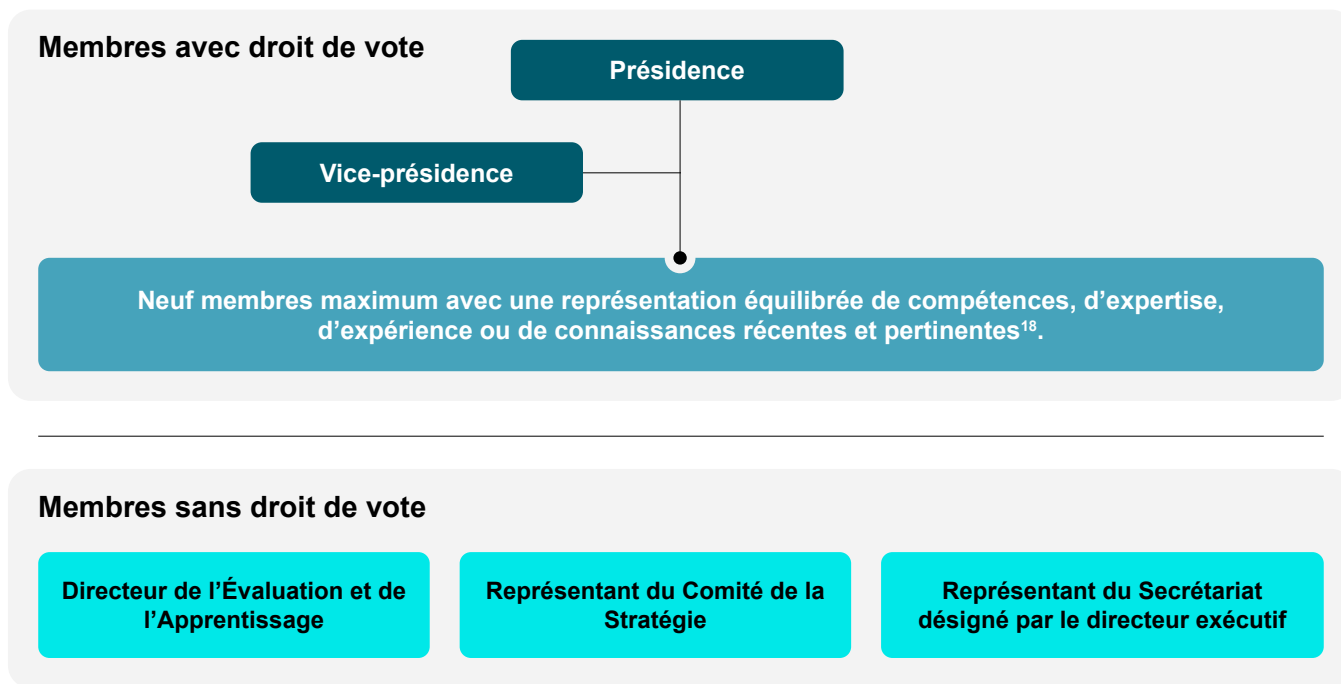 Membres avec droit de vote
Présidence
Vice-présidence
Neuf membres maximum avec une représentation équilibrée de compétences, d’expertise,
d’expérience ou de connaissances récentes et pertinentes¹⁸.
Membres sans droit de vote
Directeur de l’Évaluation et de
l’Apprentissage
Représentant du Comité de la
Stratégie
Représentant du Secrétariat
désigné par le directeur exécutif